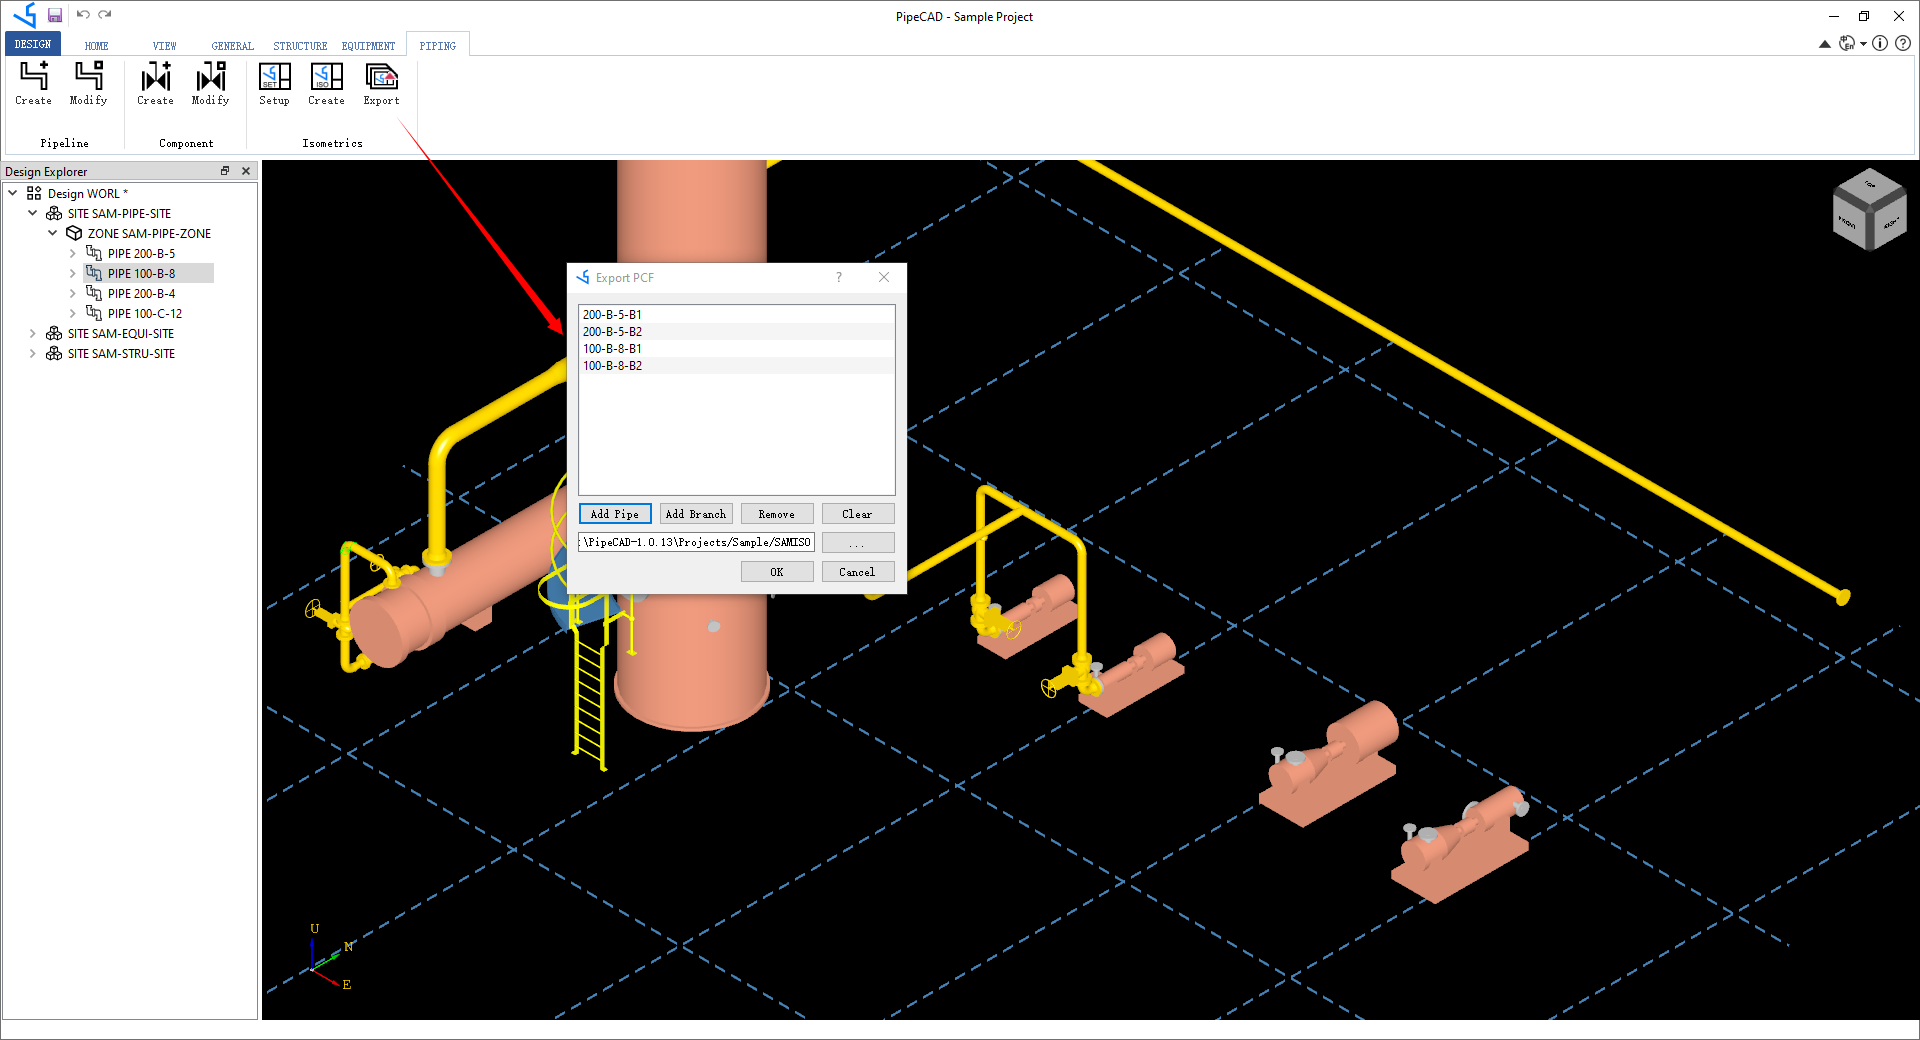 PipeCAD - Sample Project
DESIGN HOME VIEW GENERAL STRUCTURE EQUIPMENT PIPING
Create Modify Create Modify Setup Create Export
Pipeline Component Isometrics
Design Explorer
Design WORL *
SITE SAM-PIPE-SITE
ZONE SAM-PIPE-ZONE
PIPE 200-B-5
PIPE 100-B-8
PIPE 200-B-4
PIPE 100-C-12
SITE SAM-EQUI-SITE
SITE SAM-STRU-SITE
TOP
FRONT RIGHT
Export PCF ?
200-B-5-B1
200-B-5-B2
100-B-8-B1
100-B-8-B2
Add Pipe Add Branch Remove Clear
:\PipeCAD-1.0.13\Projects/Sample/SAMISO ...
OK Cancel
U
N
E